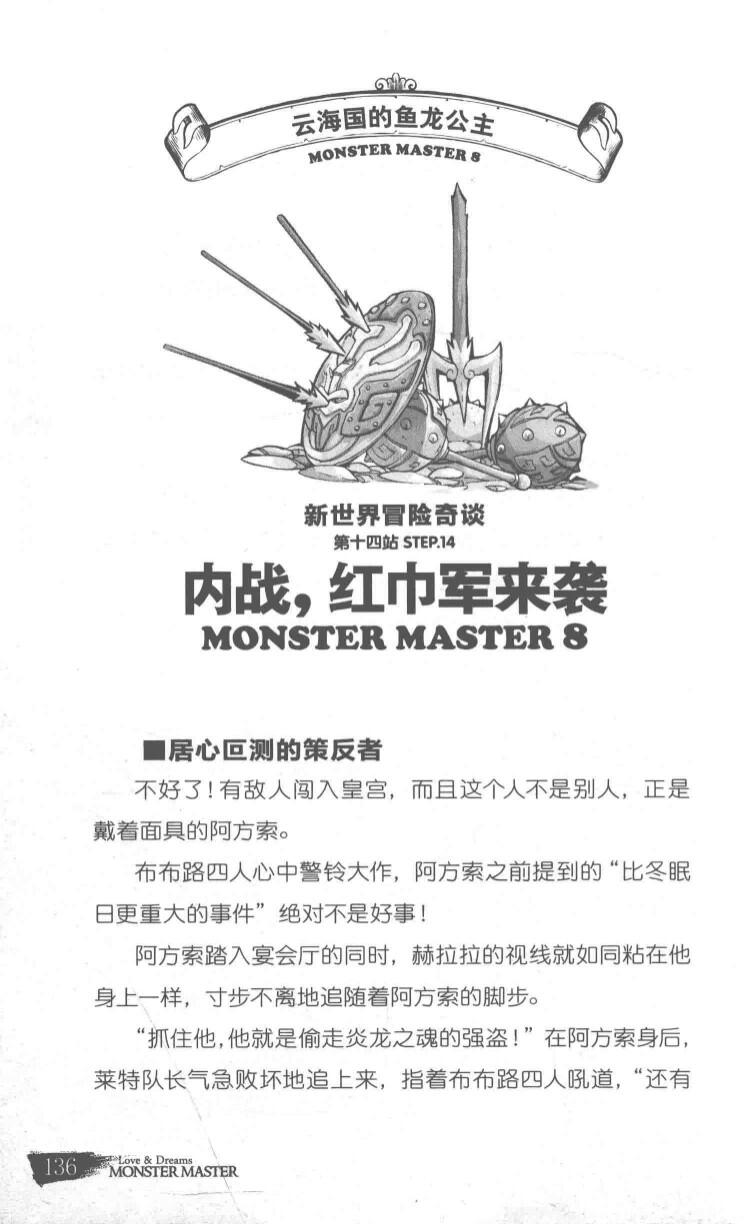 云海国的鱼龙公主
MONSTER MASTER 8
新世界冒险奇谈
第十四站 STEP.14
内战，红巾军来袭
MONSTER MASTER 8
■居心叵测的策反者
不好了！有敌人闯入皇宫，而且这个人不是别人，正是
戴着面具的阿方索。
布布路四人心中警铃大作，阿方索之前提到的“比冬眠
日更重大的事件”绝对不是好事！
阿方索踏入宴会厅的同时，赫拉拉的视线就如同粘在他
身上一样，寸步不离地追随着阿方索的脚步。
“抓住他，他就是偷走炎龙之魂的强盗！”在阿方索身后，
莱特队长气急败坏地追上来，指着布布路四人吼道，“还有
136
Love & Dreams
MONSTER MASTER